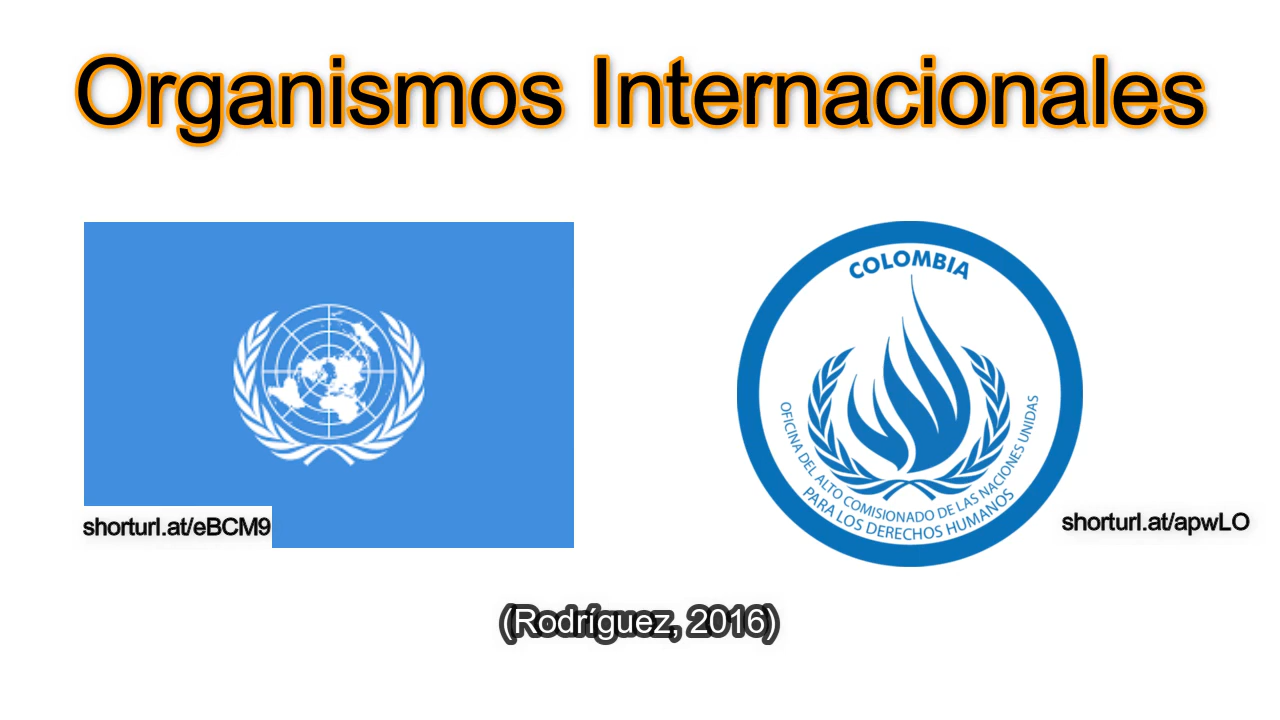 Organismos Internacionales
COLOMBIA
OFICINA DEL ALTO COMISIONADO DE LAS NACIONES UNIDAS
PARA LOS DERECHOS HUMANOS
shorturl.at/eBCM9
shorturl.at/apwLO
(Rodríguez, 2016)